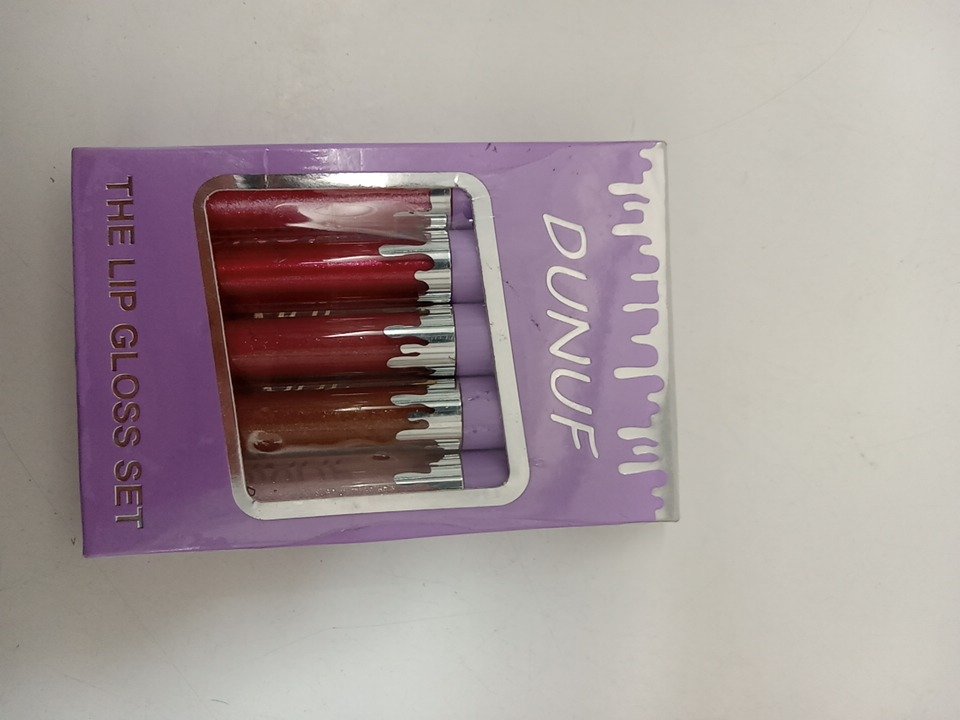 DUNUF
THE LIP GLOSS SET